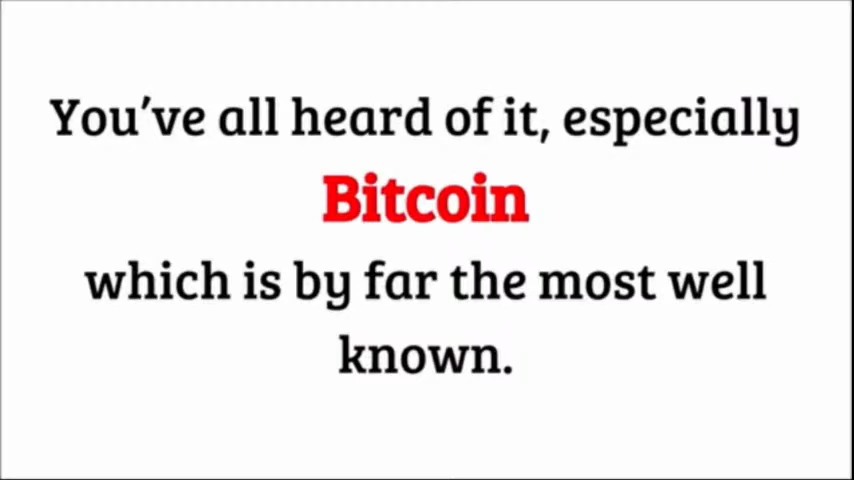 You've all heard of it, especially
Bitcoin
which is by far the most well
known.